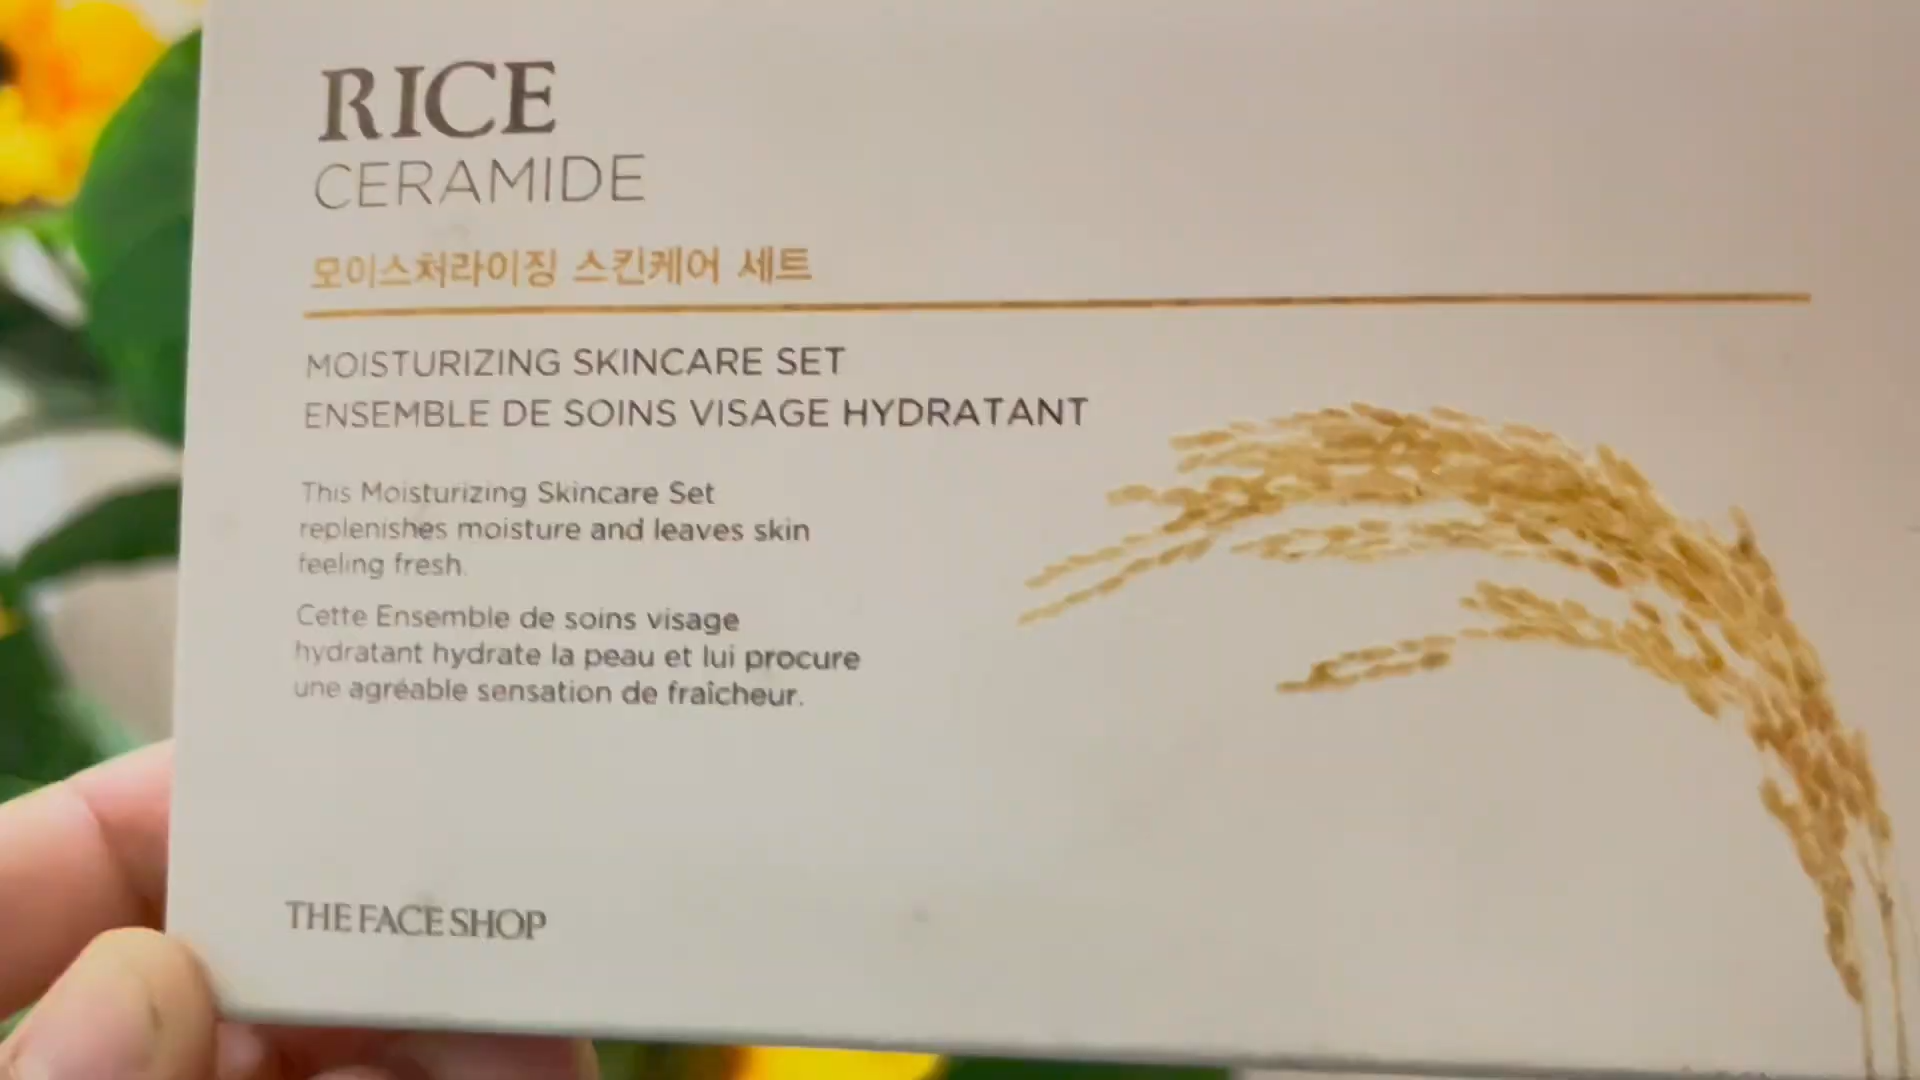 RICE
CERAMIDE
모이스처라이징 스킨케어 세트
MOISTURIZING SKINCARE SET
ENSEMBLE DE SOINS VISAGE HYDRATANT
This Moisturizing Skincare Set
replenishes moisture and leaves skin
feeling fresh.
Cette Ensemble de soins visage
hydratant hydrate la peau et lui procure
une agréable sensation de fraîcheur.
THE FACE SHOP